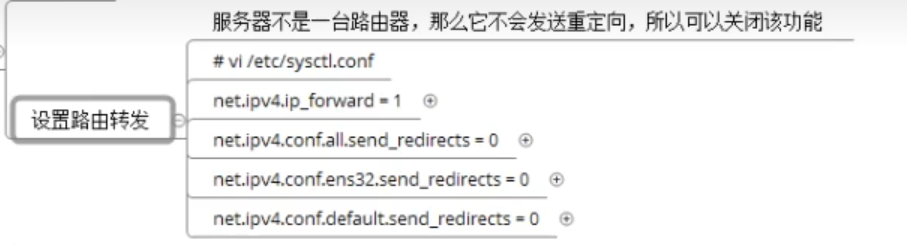 服务器不是一台路由器，那么它不会发送重定向，所以可以关闭该功能
# vi /etc/sysctl.conf
net.ipv4.ip_forward = 1
设置路由转发
net.ipv4.conf.all.send_redirects = 0
net.ipv4.conf.ens32.send_redirects = 0
net.ipv4.conf.default.send_redirects = 0